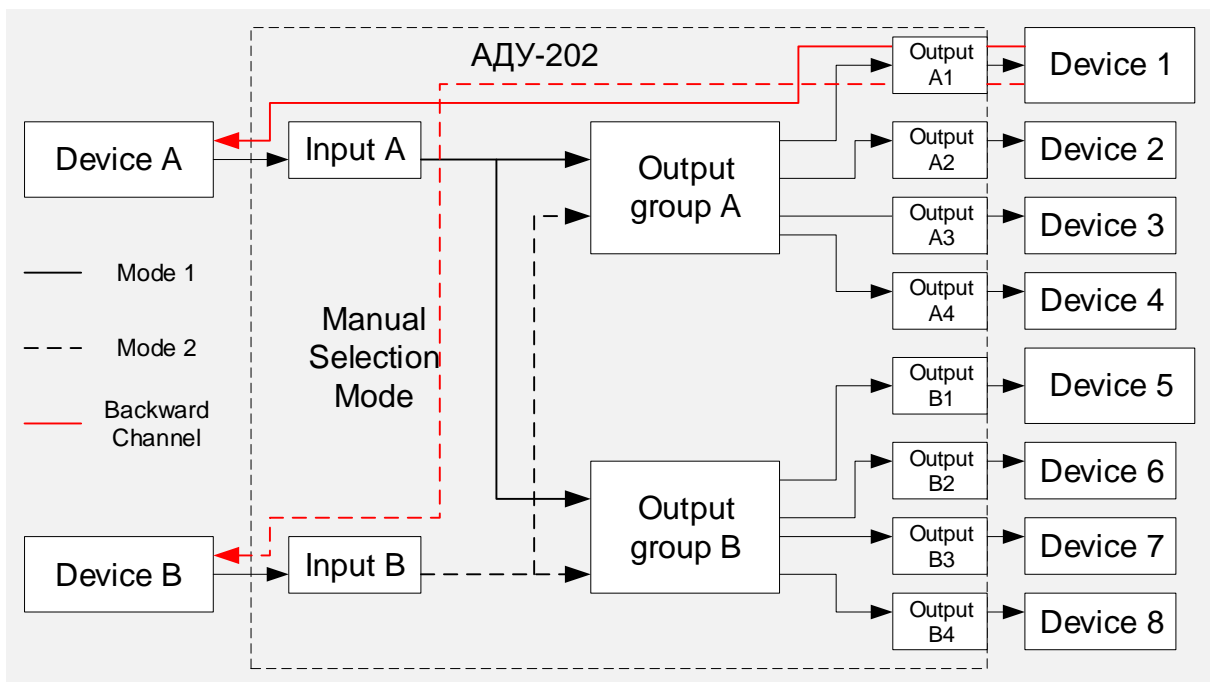 АДУ-202
Device A
Input A
Output
group A
Output
A1
Device 1
Output
A2
Device 2
Output
A3
Device 3
Output
A4
Device 4
Mode 1
Mode 2
Backward
Channel
Manual
Selection
Mode
Device B
Input B
Output
group B
Output
B1
Device 5
Output
B2
Device 6
Output
B3
Device 7
Output
B4
Device 8